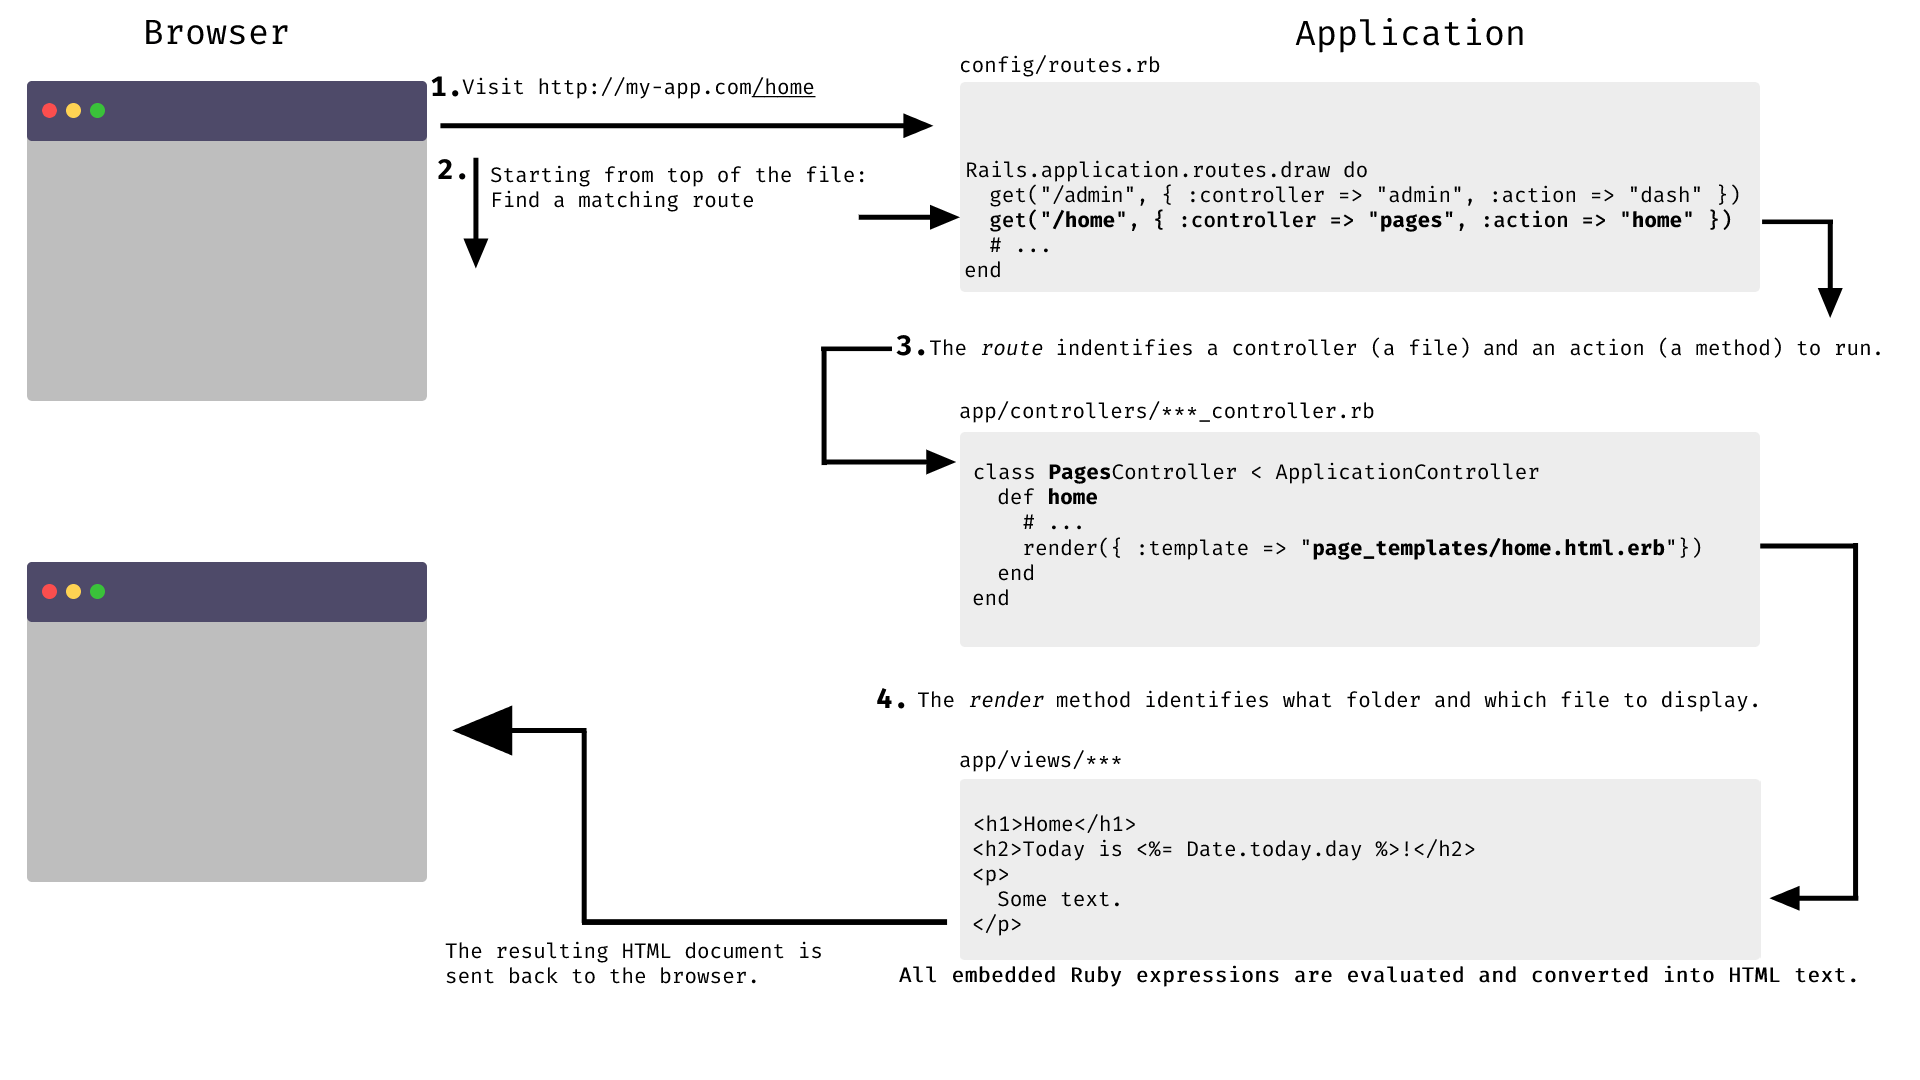 Browser
Application
config/routes.rb
1. Visit http://my-app.com/home
2. Starting from top of the file:
Find a matching route
Rails.application.routes.draw do
  get("/admin", { :controller => "admin", :action => "dash" })
  get("/home", { :controller => "pages", :action => "home" })
  # ...
end
3. The route indentifies a controller (a file) and an action (a method) to run.
app/controllers/***_controller.rb
class PagesController < ApplicationController
  def home
    # ...
    render({ :template => "page_templates/home.html.erb"})
  end
end
4. The render method identifies what folder and which file to display.
app/views/***
<h1>Home</h1>
<h2>Today is <%= Date.today.day %>!</h2>
<p>
  Some text.
</p>
The resulting HTML document is
sent back to the browser.
All embedded Ruby expressions are evaluated and converted into HTML text.